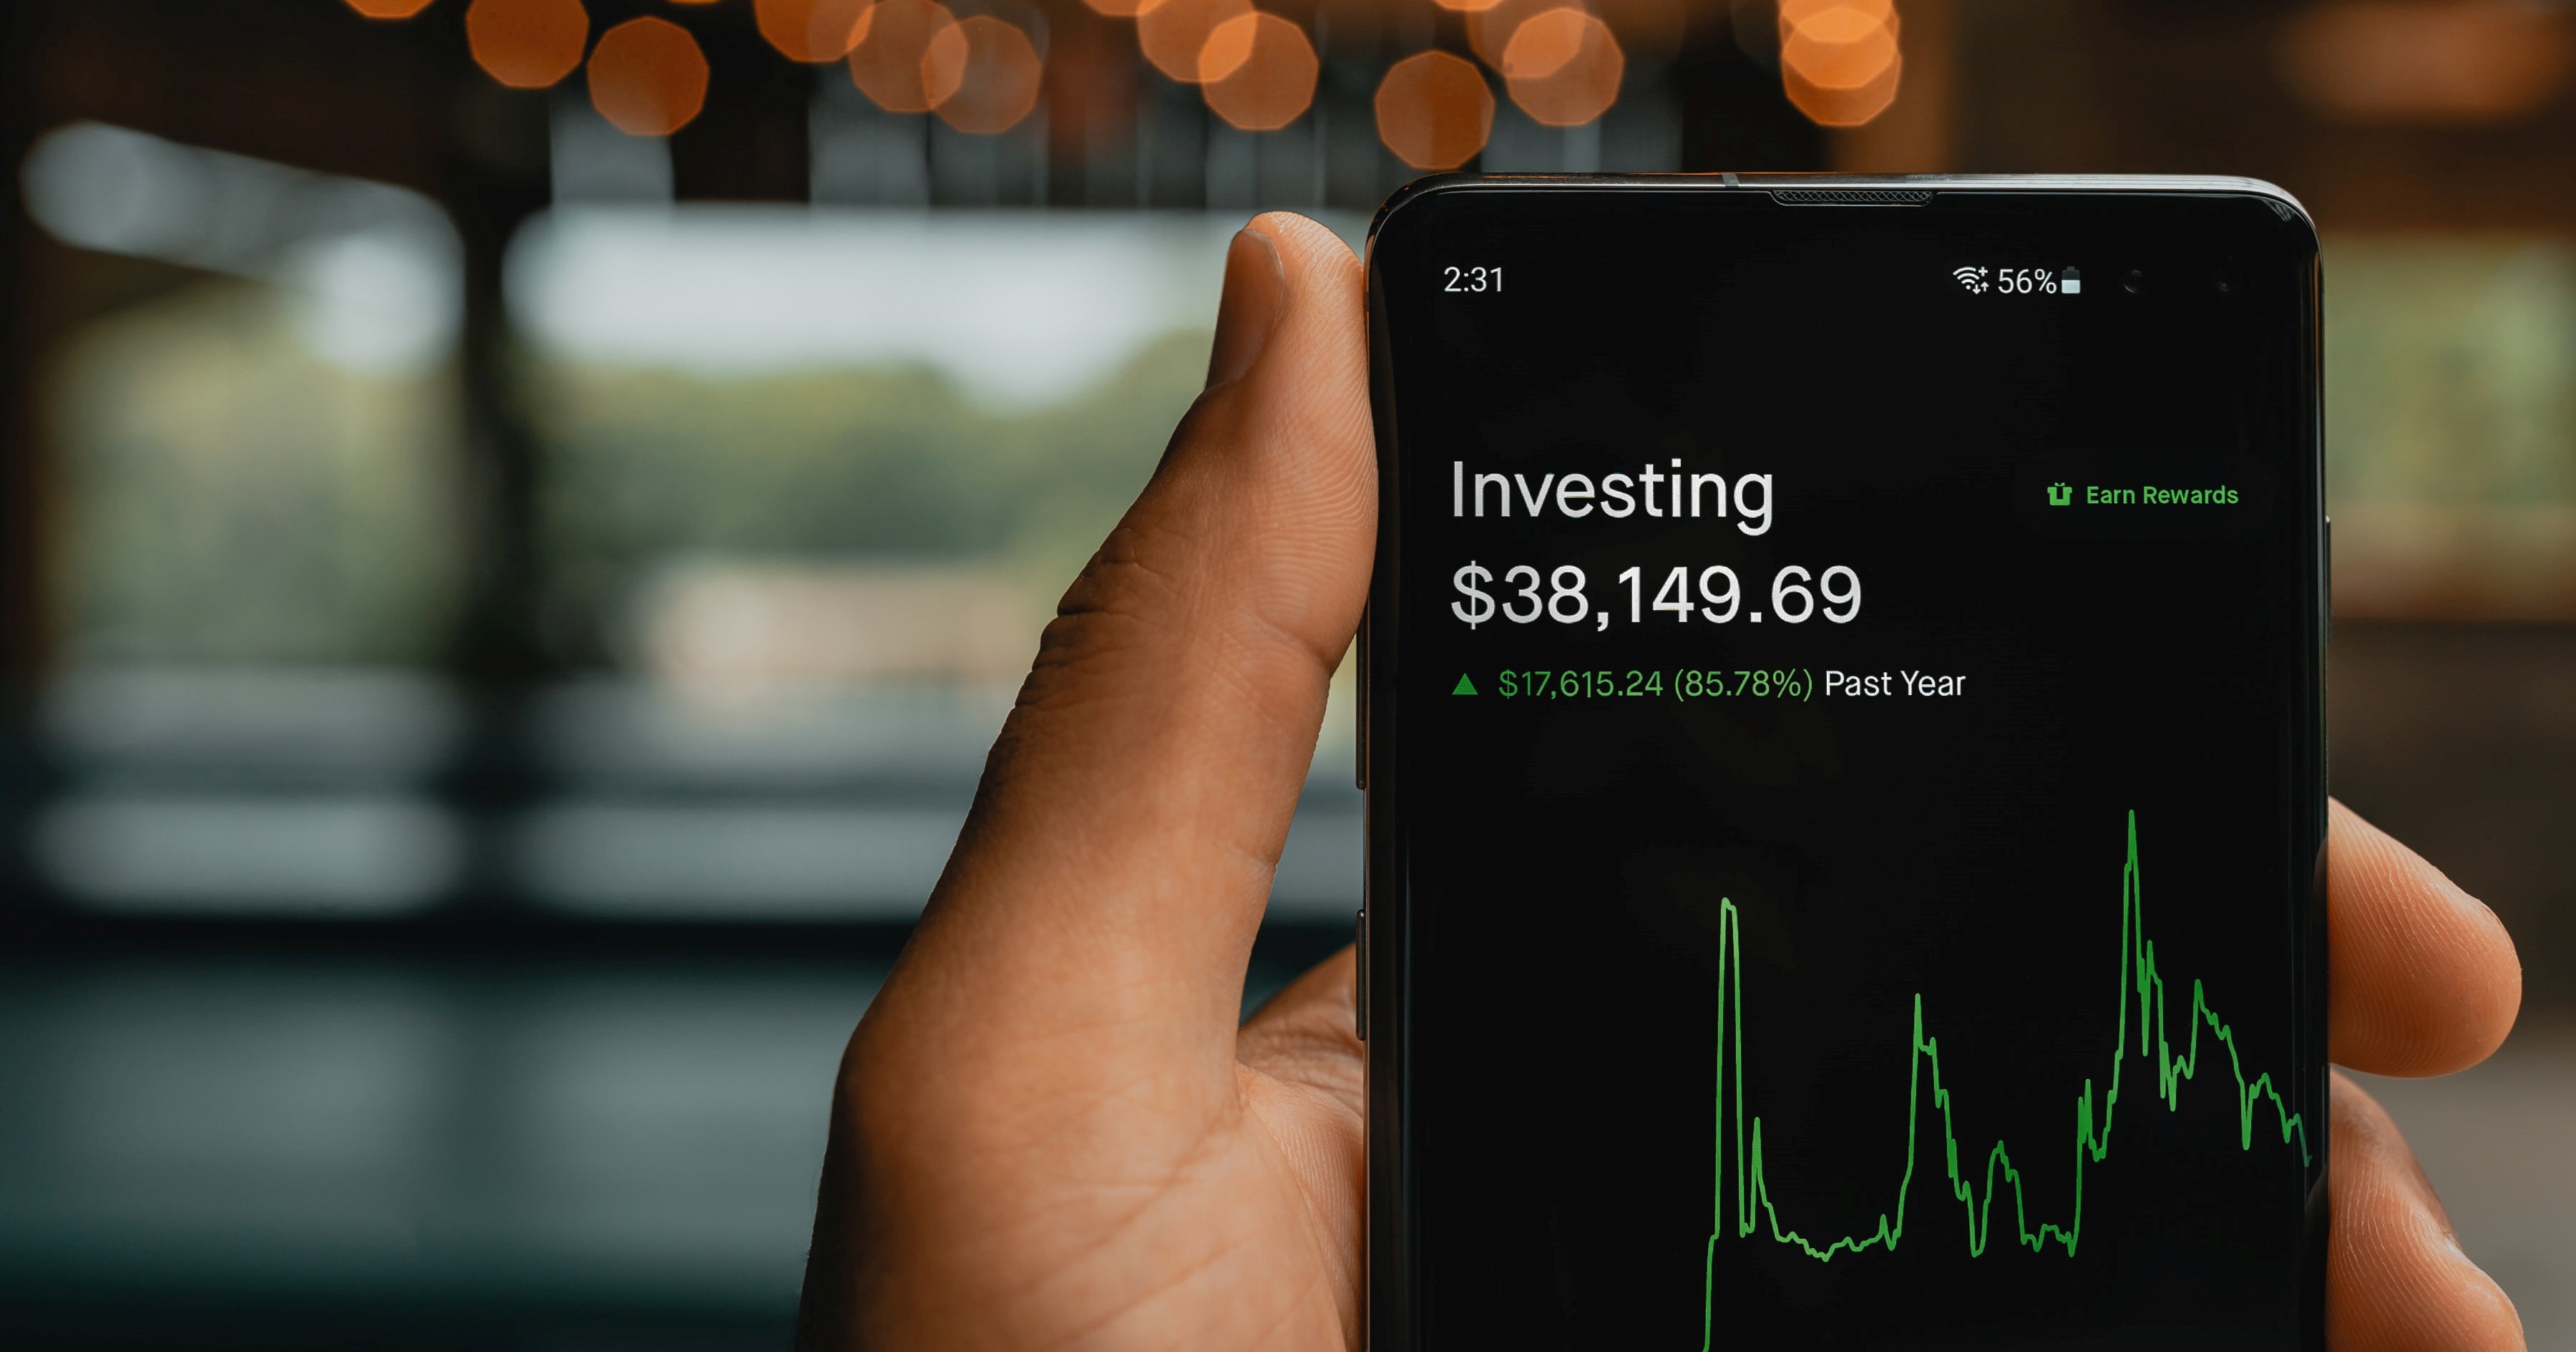 2:31 56%
Investing
Earn Rewards
$38,149.69
▲ $17,615.24 (85.78%) Past Year